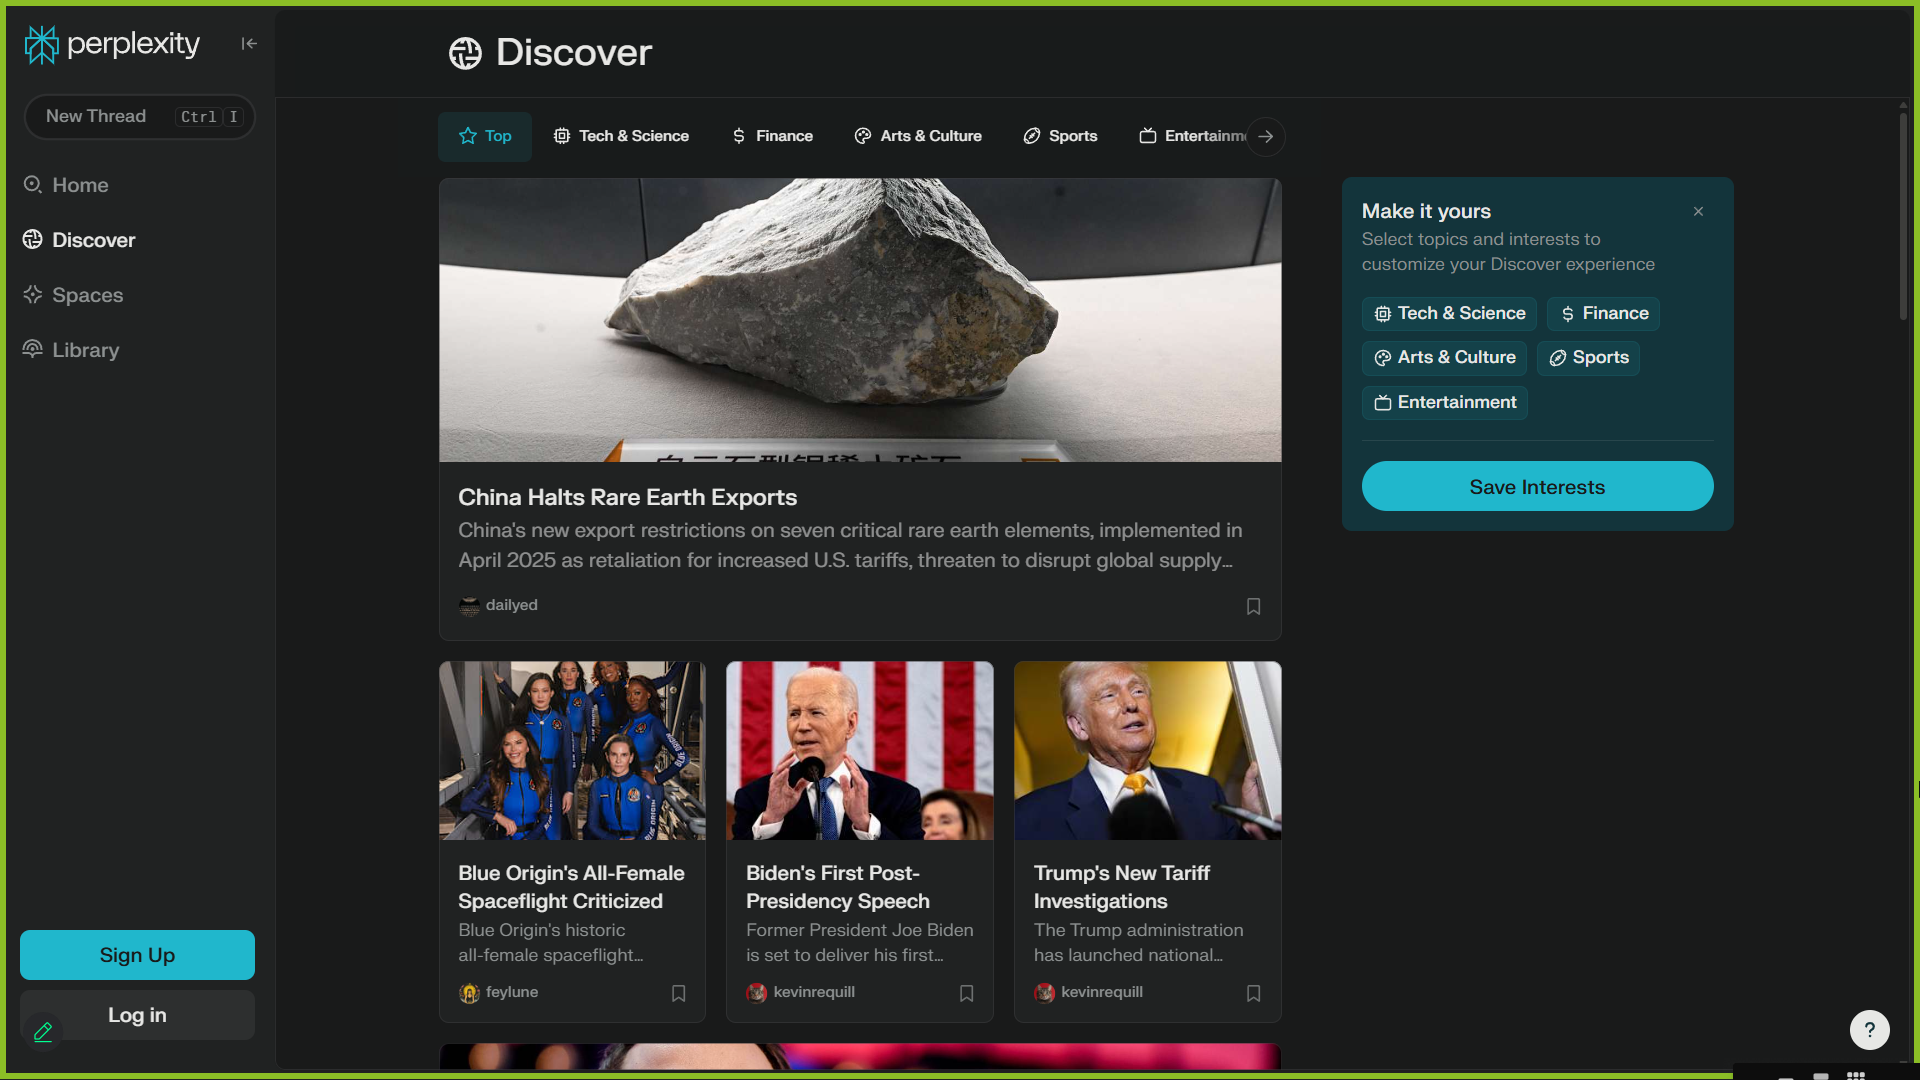 perplexity
New Thread Ctrl I
Home
Discover
Spaces
Library
Sign Up
Log in
Discover
Top
Tech & Science
Finance
Arts & Culture
Sports
Entertainm
China Halts Rare Earth Exports
China's new export restrictions on seven critical rare earth elements, implemented in
April 2025 as retaliation for increased U.S. tariffs, threaten to disrupt global supply...
dailyed
Blue Origin's All-Female
Spaceflight Criticized
Blue Origin's historic
all-female spaceflight...
feylune
Biden's First Post-
Presidency Speech
Former President Joe Biden
is set to deliver his first...
kevinrequill
Trump's New Tariff
Investigations
The Trump administration
has launched national...
kevinrequill
Make it yours
Select topics and interests to
customize your Discover experience
Tech & Science
Finance
Arts & Culture
Sports
Entertainment
Save Interests
?